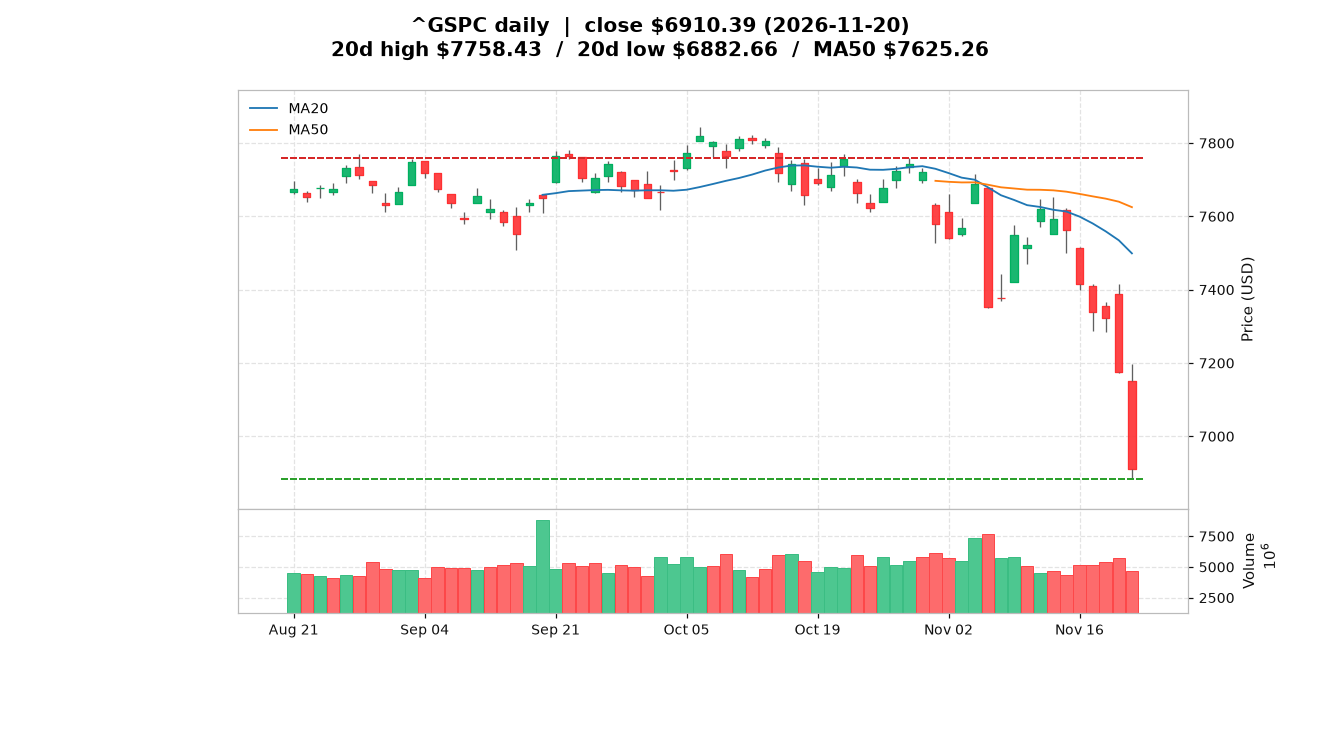 ^GSPC daily  |  close $6910.39 (2026-11-20)
20d high $7758.43  /  20d low $6882.66  /  MA50 $7625.26
MA20
MA50
7800
7600
7400
7200
7000
Price (USD)
7500
5000
2500
Volume
10^6
Aug 21
Sep 04
Sep 21
Oct 05
Oct 19
Nov 02
Nov 16